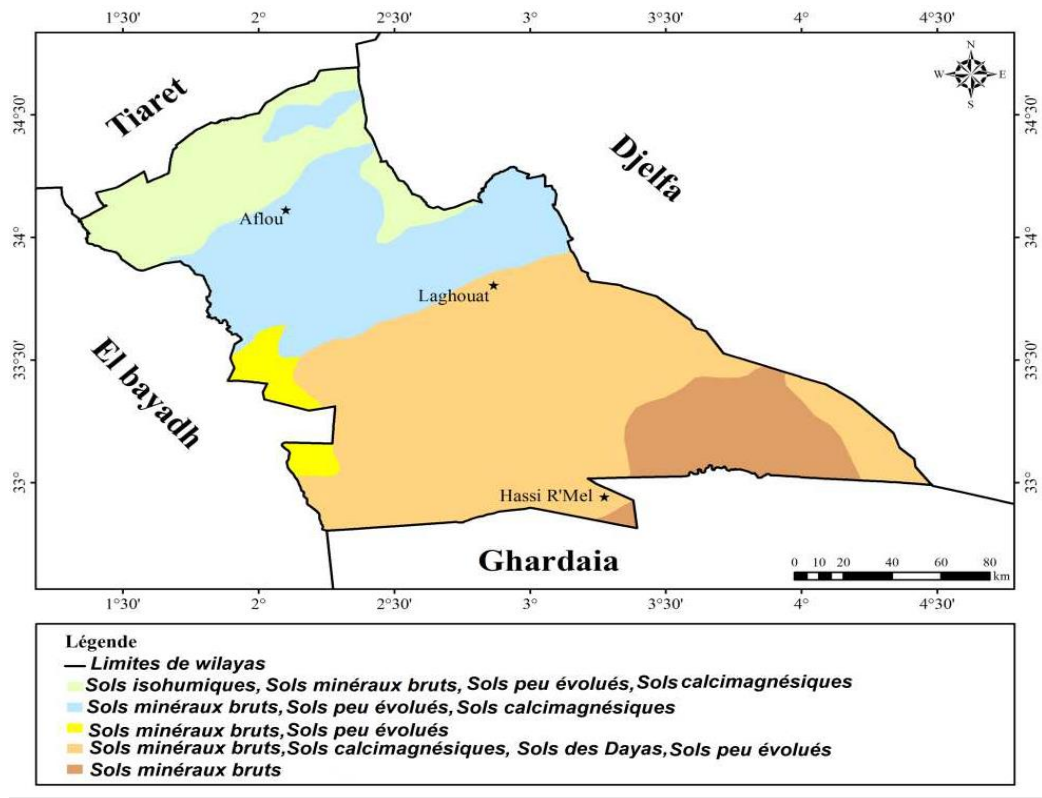 1°30' 2° 2°30' 3° 3°30' 4° 4°30'
N
W E
S
Tiaret
Djelfa
34°30' 34°30'
Aflou
34° 34°
Laghouat
El bayadh
33°30' 33°30'
33° 33°
Hassi R'Mel
Ghardaia
0 10 20 40 60 80
km
1°30' 2° 2°30' 3° 3°30' 4° 4°30'
Légende
Limites de wilayas
Sols isohumiques, Sols minéraux bruts, Sols peu évolués, Sols calcimagnésiques
Sols minéraux bruts, Sols peu évolués, Sols calcimagnésiques
Sols minéraux bruts, Sols peu évolués
Sols minéraux bruts, Sols calcimagnésiques, Sols des Dayas, Sols peu évolués
Sols minéraux bruts